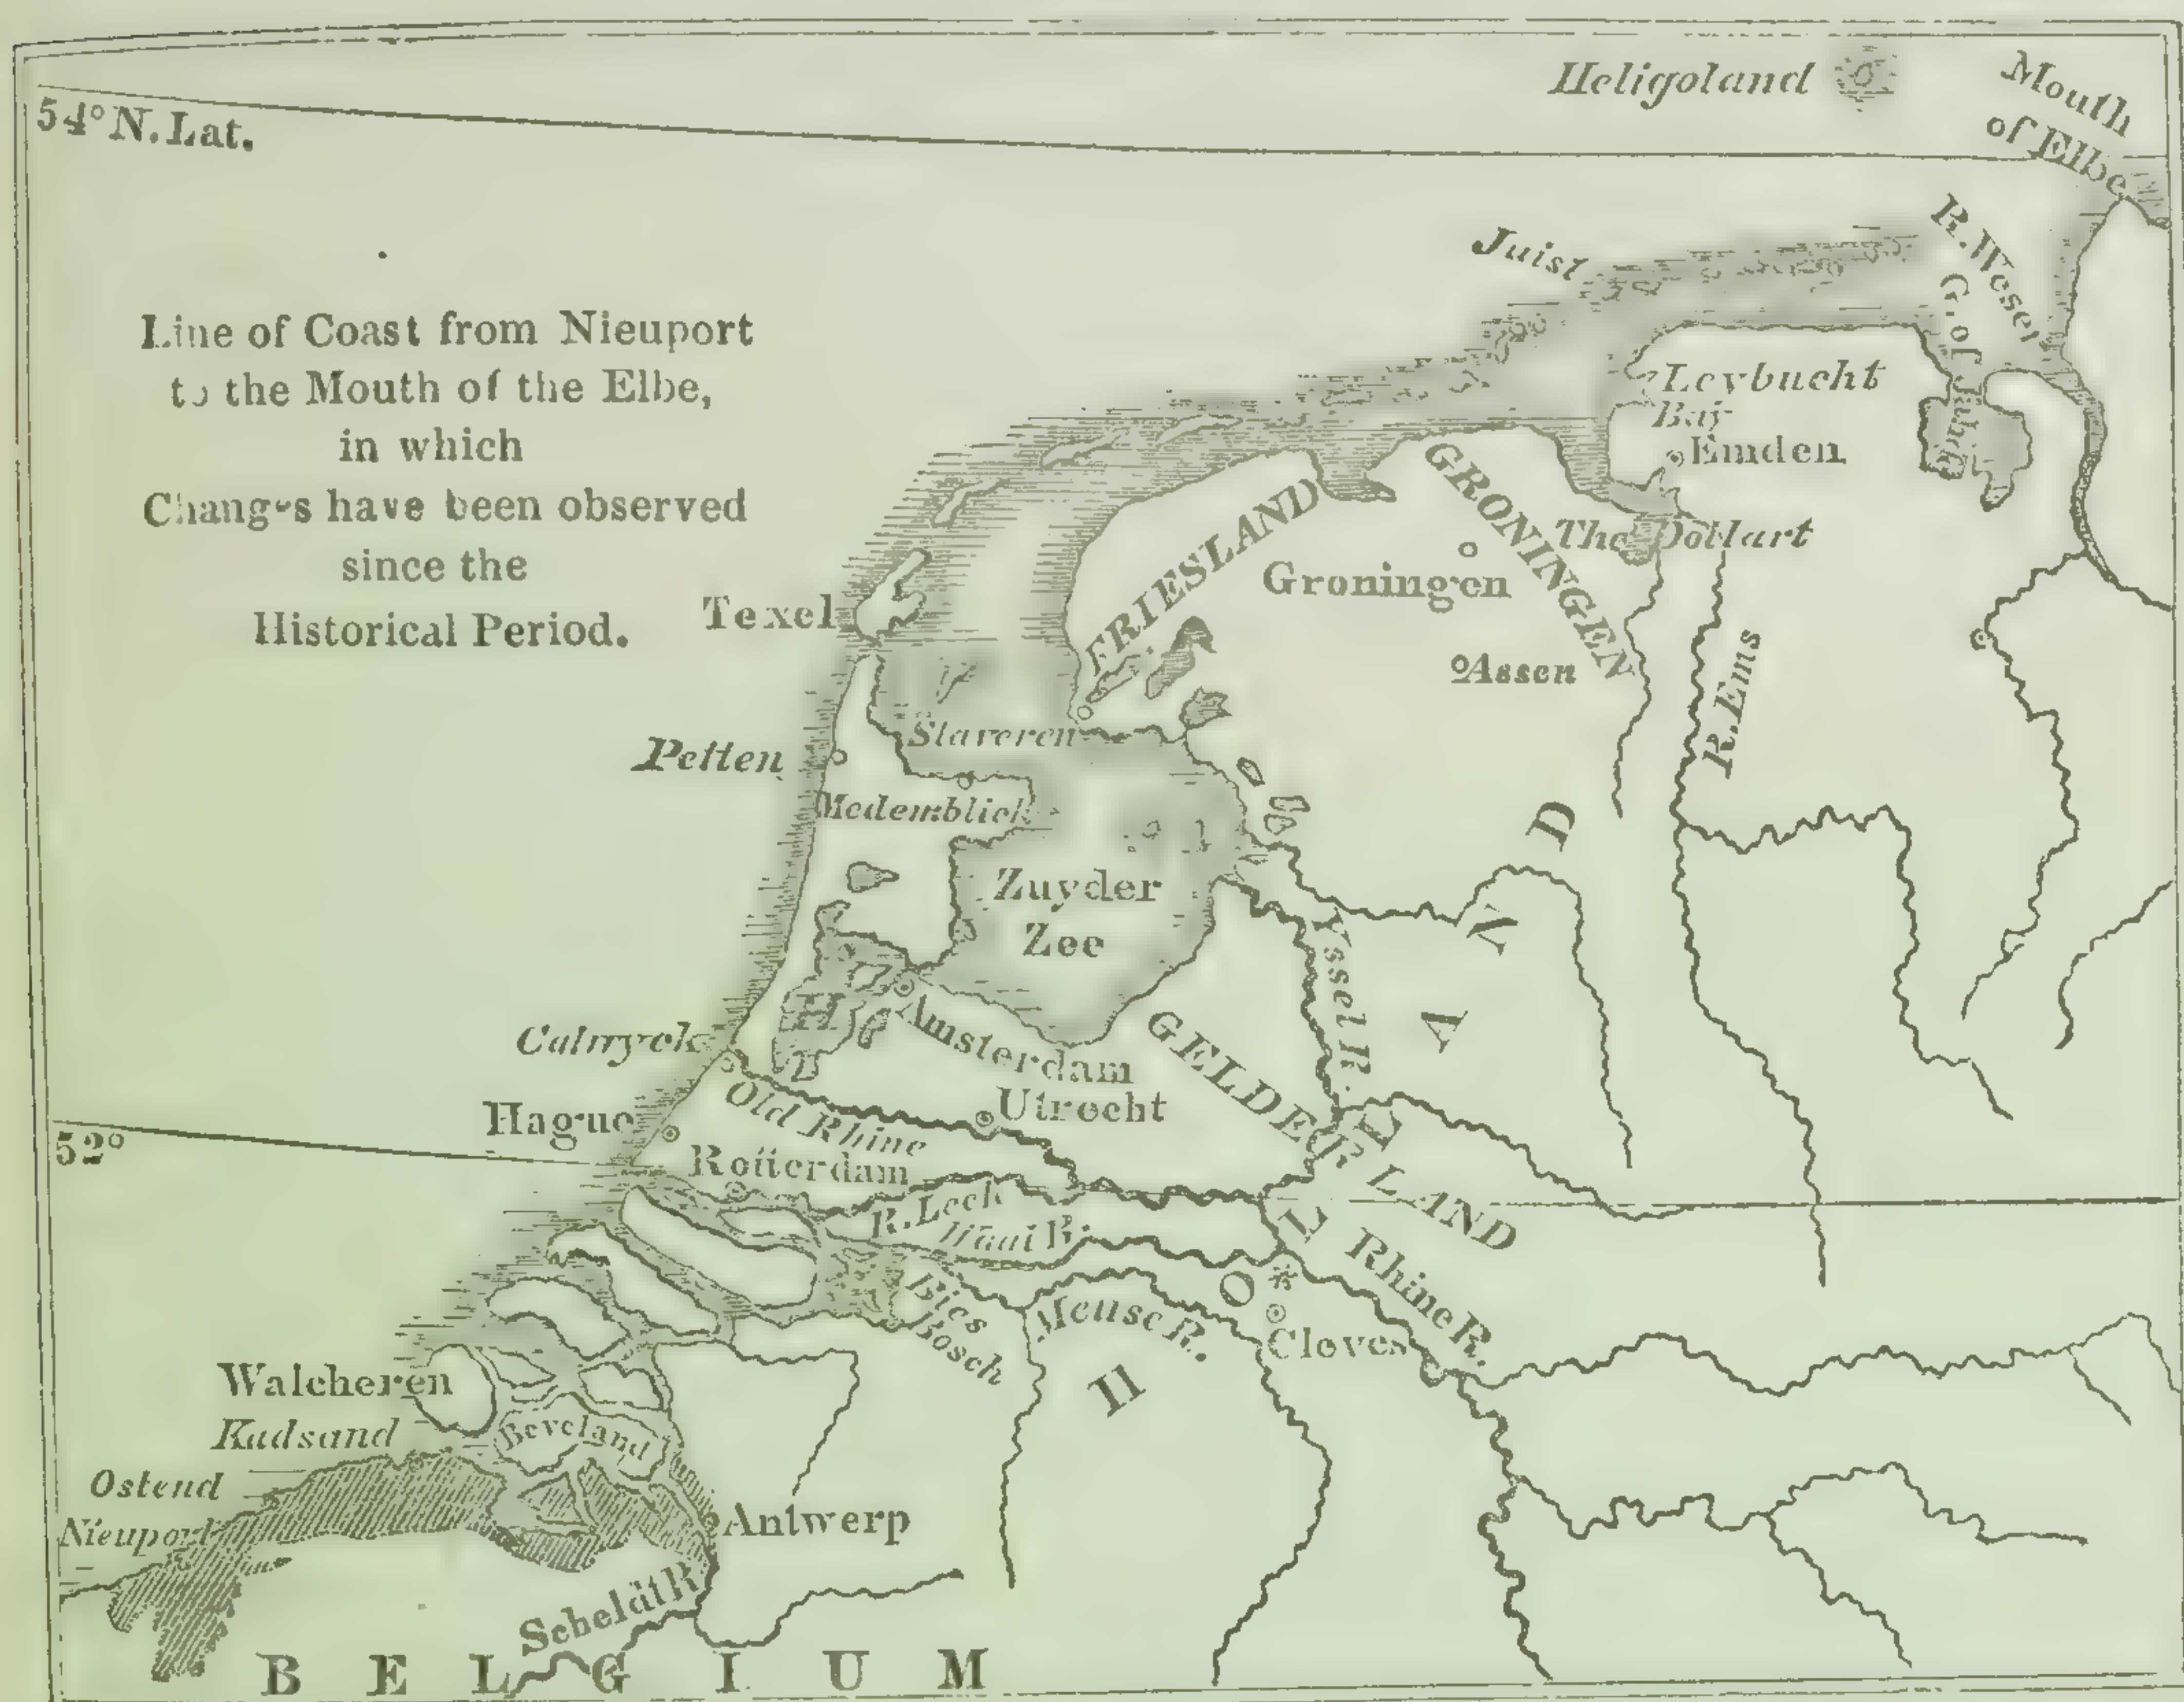 Heligoland
Mouth
of Elbe
54° N. Lat.
R. Weser
Juist
G. of Jahde
Line of Coast from Nieuport
to the Mouth of the Elbe,
in which
Changes have been observed
since the
Historical Period.
Leybucht
Bay
Emden
GRONINGEN
FRIESLAND
The Dollart
Groningen
Texel
Assen
R. Ems
Staveren
Petten
Medemblick
Zuyder
Zee
Yssel R.
H
Amsterdam
Catwyck
GELDERLAND
Utrecht
Old Rhine
Hague
52°
Rotterdam
R. Leck
Waal R.
Rhine R.
*
Bies
Bosch
Meuse R.
Cleves
HOLLAND
Walcheren
Kadsand
Beveland
Ostend
Nieuport
Antwerp
Scheldt R.
BELGIUM